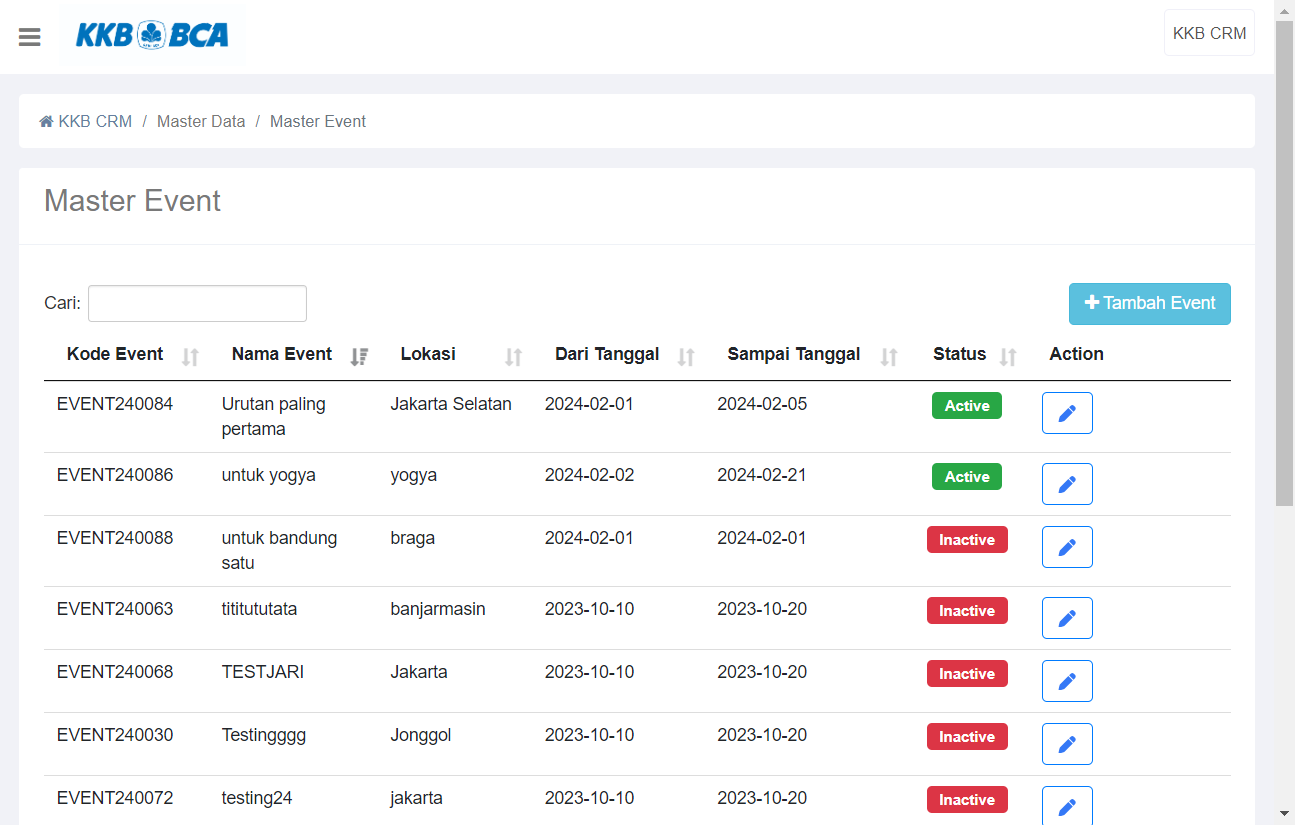 KKB BCA
KKB CRM
KKB CRM / Master Data / Master Event
Master Event
Cari:
Tambah Event
Kode Event Nama Event Lokasi Dari Tanggal Sampai Tanggal Status Action
EVENT240084 Urutan paling pertama Jakarta Selatan 2024-02-01 2024-02-05 Active
EVENT240086 untuk yogya yogya 2024-02-02 2024-02-21 Active
EVENT240088 untuk bandung satu braga 2024-02-01 2024-02-01 Inactive
EVENT240063 tititututata banjarmasin 2023-10-10 2023-10-20 Inactive
EVENT240068 TESTJARI Jakarta 2023-10-10 2023-10-20 Inactive
EVENT240030 Testingggg Jonggol 2023-10-10 2023-10-20 Inactive
EVENT240072 testing24 jakarta 2023-10-10 2023-10-20 Inactive